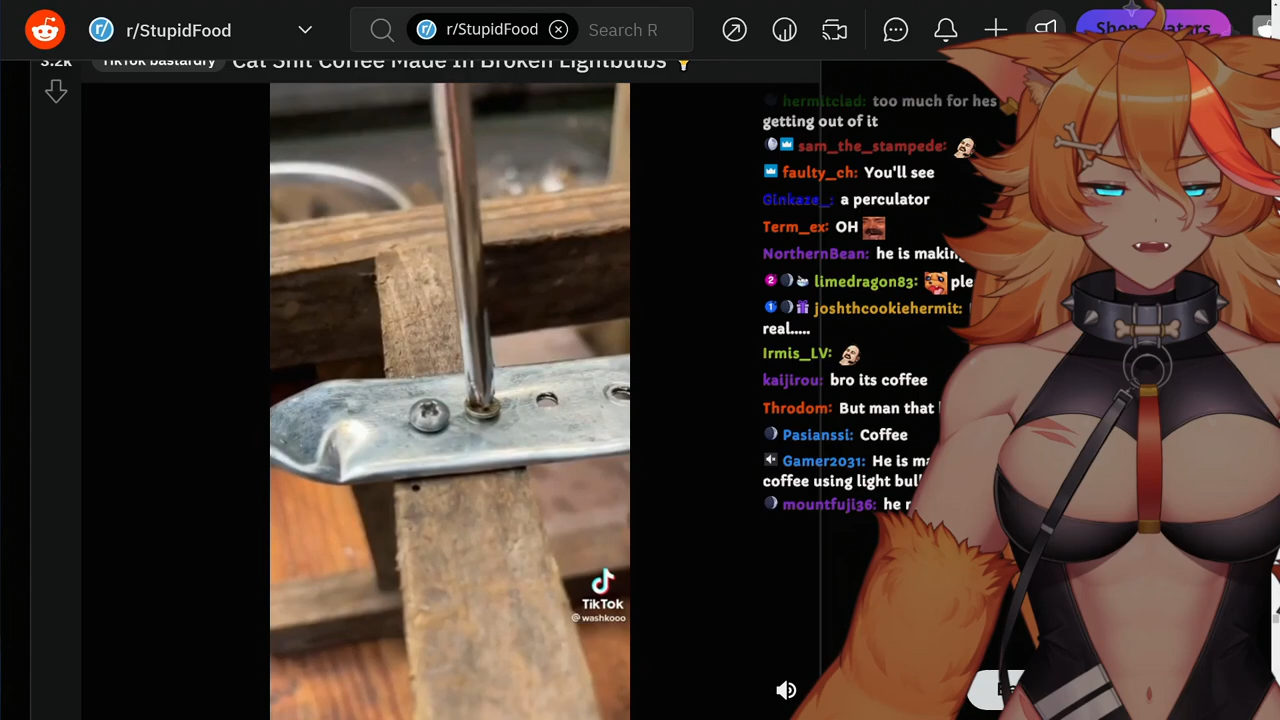 r/StupidFood
r/StupidFood
Search R
3.2k
TikTok bastardry
Cat Shit Coffee Made In Broken Lightbulbs
hermitclad: too much for hes
getting out of it
sam_the_stampede:
faulty_ch: You'll see
Ginkaze_: a perculator
Term_ex: OH
NorthernBean: he is making
limedragon83: ple
joshthcookiehermit:
real.....
Irmis_LV:
kaijirou: bro its coffee
Throdom: But man that
Pasianssi: Coffee
Gamer2031: He is ma
coffee using light bul
mountfuji36: he
TikTok
@washkooo